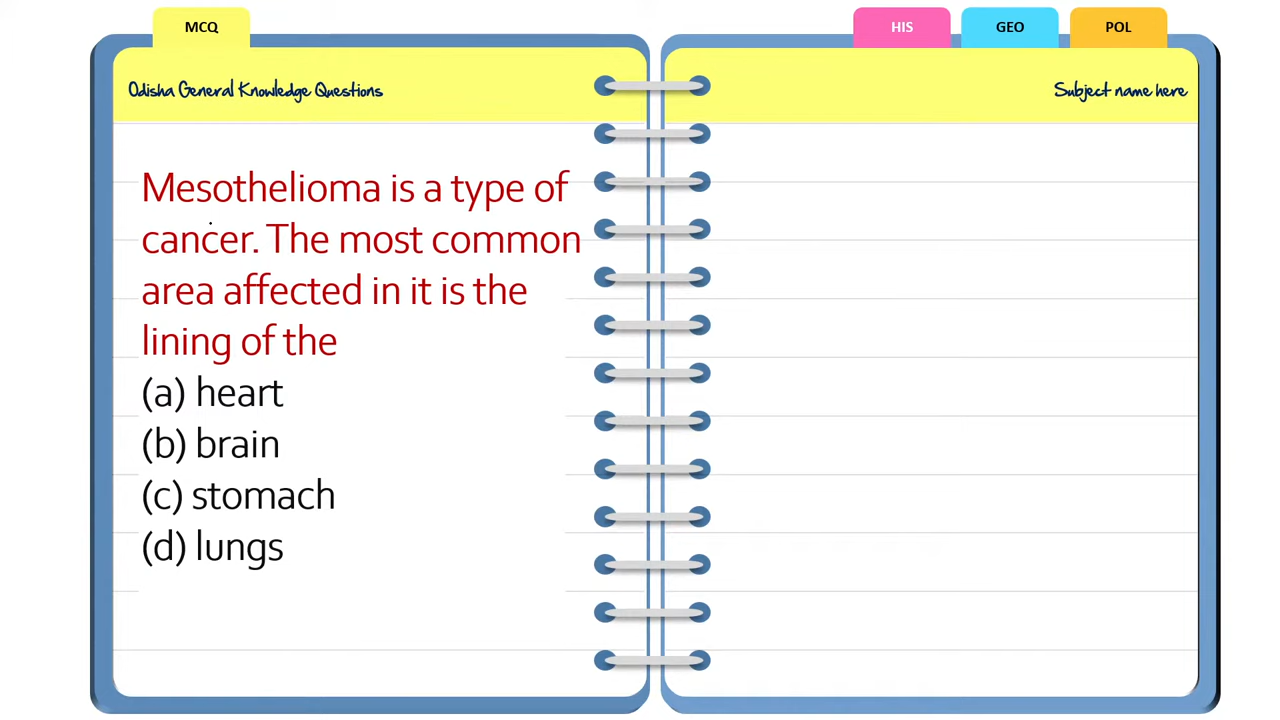 MCQ
HIS
GEO
POL
Odisha General Knowledge Questions
Subject name here
Mesothelioma is a type of
cancer. The most common
area affected in it is the
lining of the
(a) heart
(b) brain
(c) stomach
(d) lungs